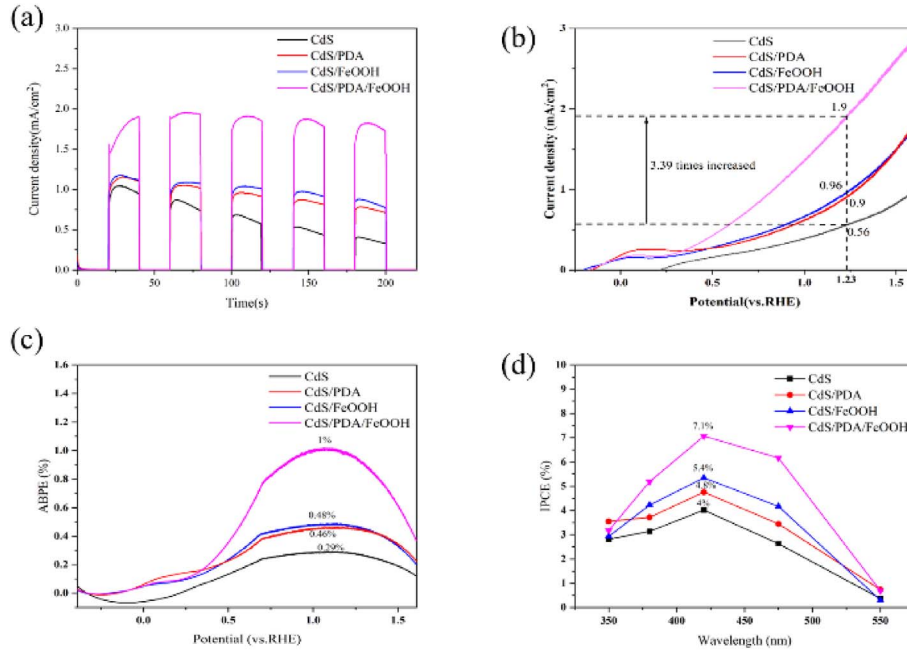 (a)
CdS
CdS/PDA
CdS/FeOOH
CdS/PDA/FeOOH
Current density(mA/cm²)
3.0
2.5
2.0
1.5
1.0
0.5
0.0
0 50 100 150 200
Time(s)
(b)
CdS
CdS/PDA
CdS/FeOOH
CdS/PDA/FeOOH
Current density (mA/cm²)
3
2
1
0
1.9
3.39 times increased
0.96
0.9
0.56
0.0 0.5 1.0 1.23 1.5
Potential(vs.RHE)
(c)
CdS
CdS/PDA
CdS/FeOOH
CdS/PDA/FeOOH
ABPE (%)
1.6
1.4
1.2
1.0
0.8
0.6
0.4
0.2
0.0
1%
0.48%
0.46%
0.29%
0.0 0.5 1.0 1.5
Potential (vs.RHE)
(d)
CdS
CdS/PDA
CdS/FeOOH
CdS/PDA/FeOOH
IPCE (%)
10
9
8
7
6
5
4
3
2
1
0
7.1%
5.4%
4.8%
4%
350 400 450 500 550
Wavelength (nm)